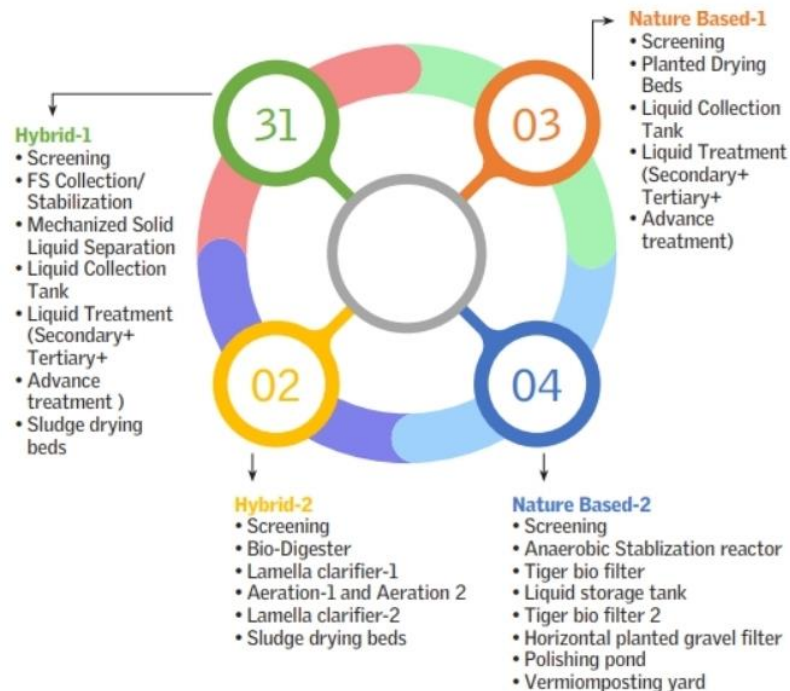 31
Hybrid-1
• Screening
• FS Collection/
Stabilization
• Mechanized Solid
Liquid Separation
• Liquid Collection
Tank
• Liquid Treatment
(Secondary+
Tertiary+
• Advance
treatment )
• Sludge drying
beds
03
Nature Based-1
• Screening
• Planted Drying
Beds
• Liquid Collection
Tank
• Liquid Treatment
(Secondary+
Tertiary+
• Advance
treatment)
02
Hybrid-2
• Screening
• Bio-Digester
• Lamella clarifier-1
• Aeration-1 and Aeration 2
• Lamella clarifier-2
• Sludge drying beds
04
Nature Based-2
• Screening
• Anaerobic Stablization reactor
• Tiger bio filter
• Liquid storage tank
• Tiger bio filter 2
• Horizontal planted gravel filter
• Polishing pond
• Vermiomposting yard